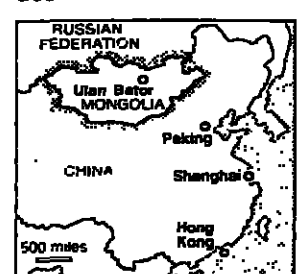 RUSSIAN
FEDERATION
Ulan Bator
MONGOLIA
Peking
CHINA
Shanghai
Hong
Kong
500 miles